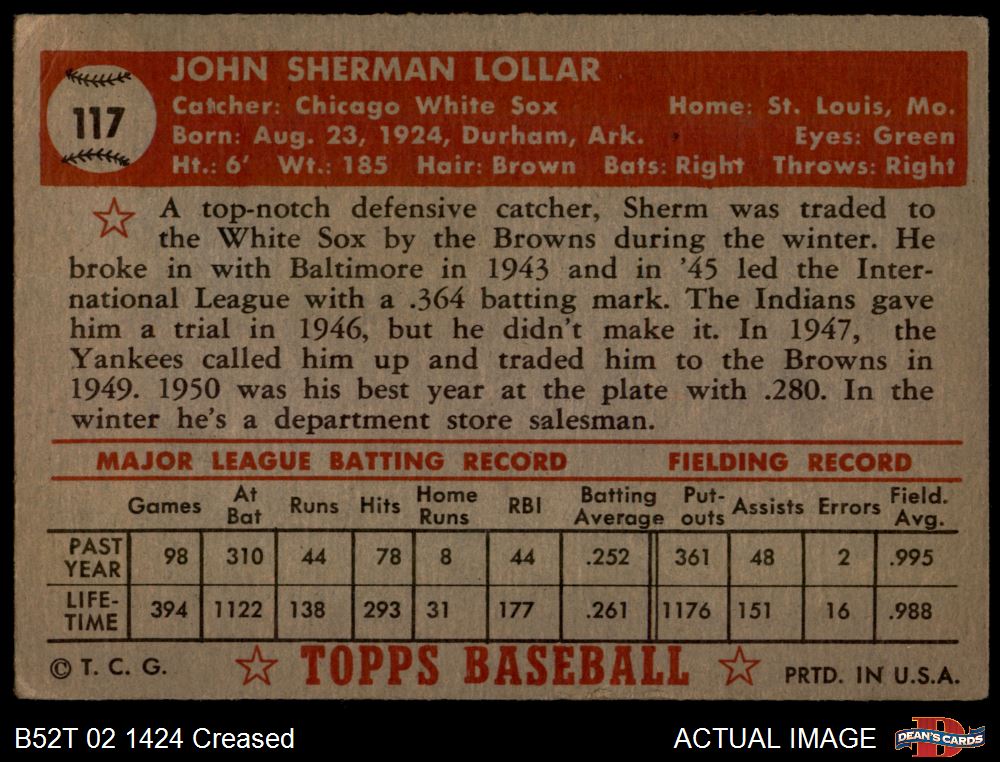 117
JOHN SHERMAN LOLLAR
Catcher: Chicago White Sox Home: St. Louis, Mo.
Born: Aug. 23, 1924, Durham, Ark. Eyes: Green
Ht.: 6' Wt.: 185 Hair: Brown Bats: Right Throws: Right
A top-notch defensive catcher, Sherm was traded to
the White Sox by the Browns during the winter. He
broke in with Baltimore in 1943 and in '45 led the Inter-
national League with a .364 batting mark. The Indians gave
him a trial in 1946, but he didn't make it. In 1947, the
Yankees called him up and traded him to the Browns in
1949. 1950 was his best year at the plate with .280. In the
winter he's a department store salesman.
MAJOR LEAGUE BATTING RECORD FIELDING RECORD
Games At Bat Runs Hits Home Runs RBI Batting Average Put-outs Assists Errors Field. Avg.
PAST YEAR 98 310 44 78 8 44 .252 361 48 2 .995
LIFE-TIME 394 1122 138 293 31 177 .261 1176 151 16 .988
© T. C. G. TOPPS BASEBALL PRTD. IN U.S.A.
B52T 02 1424 Creased ACTUAL IMAGE D DEAN'S CARDS